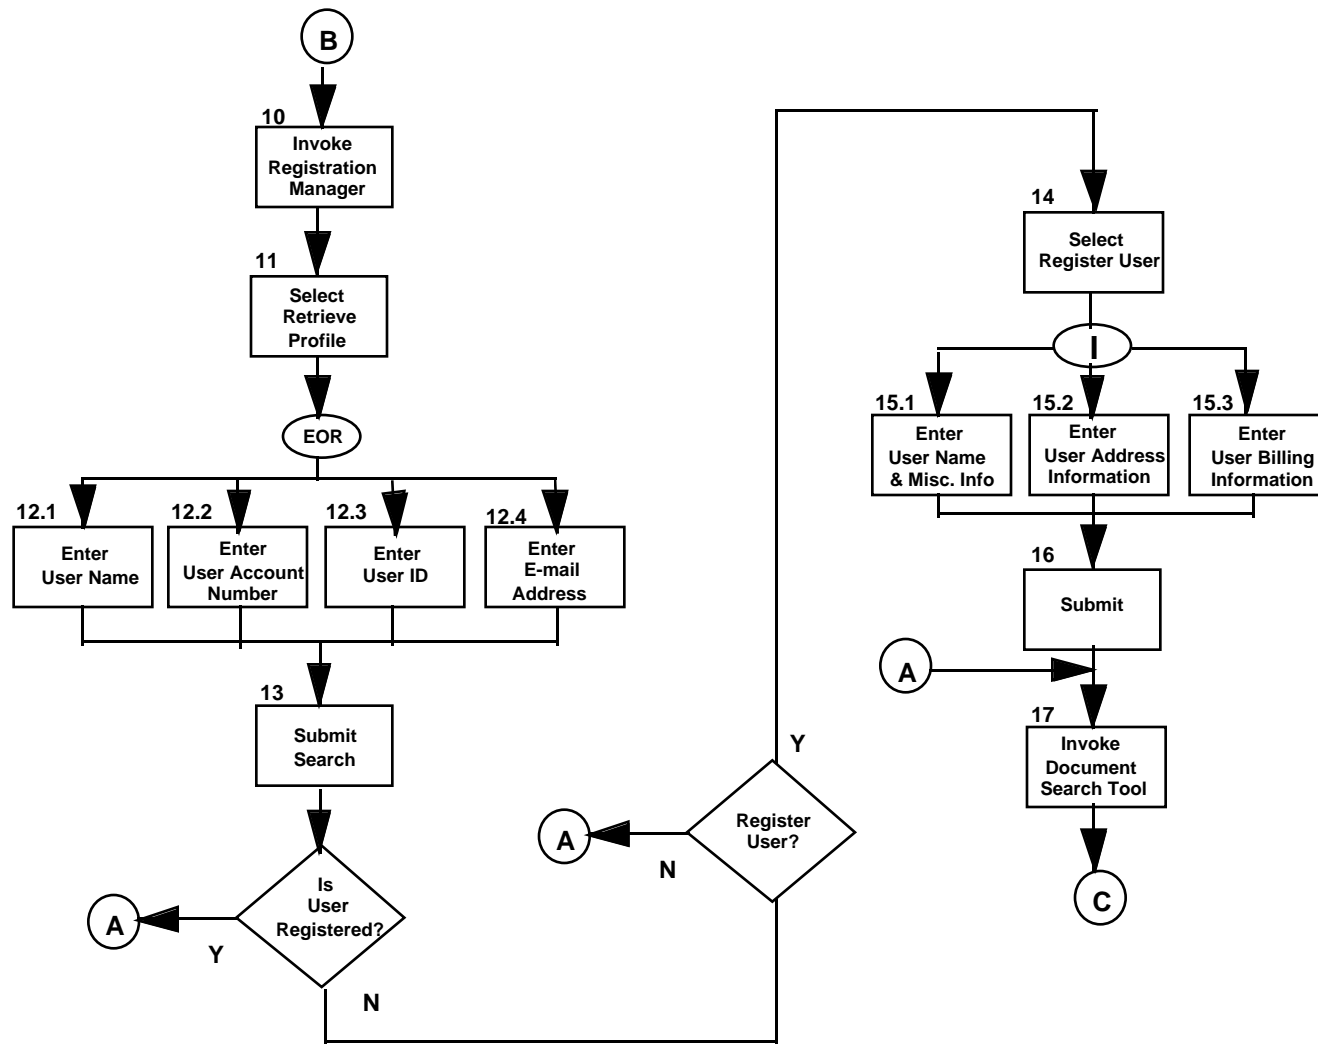 B
10
Invoke
Registration
Manager
11
Select
Retrieve
Profile
EOR
12.1
Enter
User Name
12.2
Enter
User Account
Number
12.3
Enter
User ID
12.4
Enter
E-mail
Address
13
Submit
Search
Is
User
Registered?
Y
A
N
Register
User?
N
A
Y
14
Select
Register User
I
15.1
Enter
User Name
& Misc. Info
15.2
Enter
User Address
Information
15.3
Enter
User Billing
Information
16
Submit
A
17
Invoke
Document
Search Tool
C